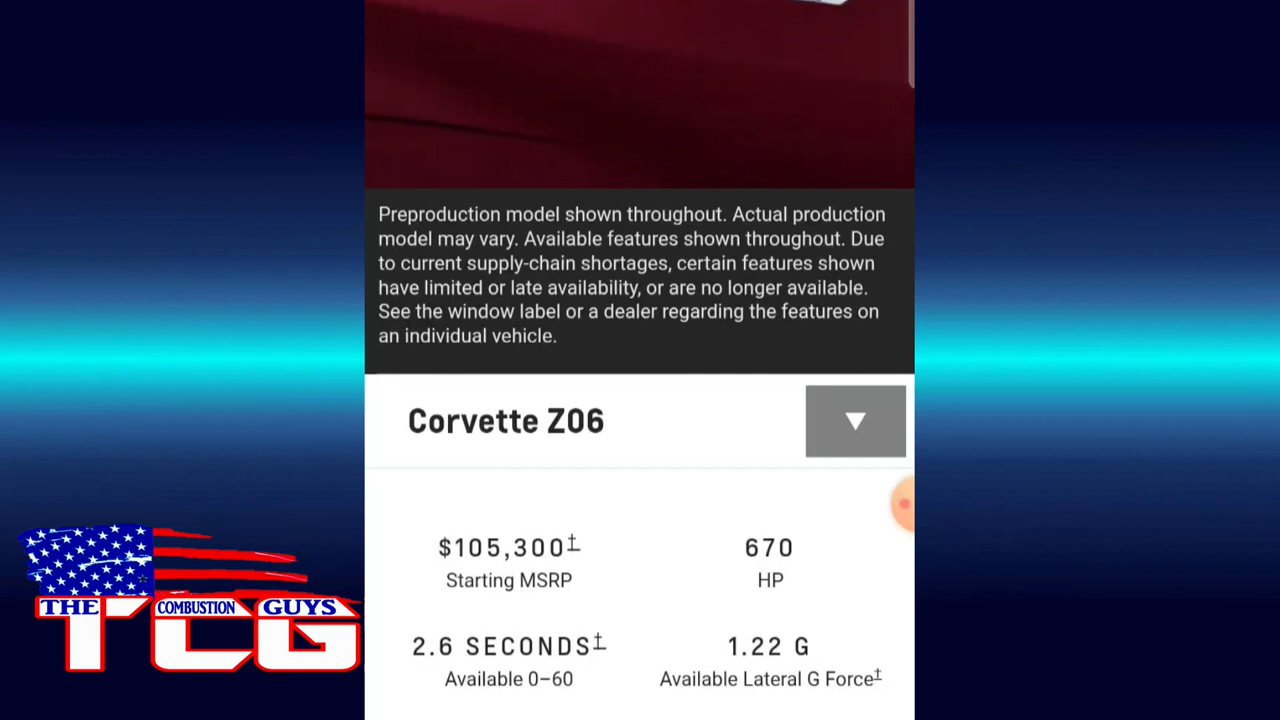 Preproduction model shown throughout. Actual production
model may vary. Available features shown throughout. Due
to current supply-chain shortages, certain features shown
have limited or late availability, or are no longer available.
See the window label or a dealer regarding the features on
an individual vehicle.
Corvette Z06
$105,300‡
Starting MSRP
670
HP
2.6 SECONDS‡
Available 0–60
1.22 G
Available Lateral G Force‡
THE COMBUSTION GUYS
TCG